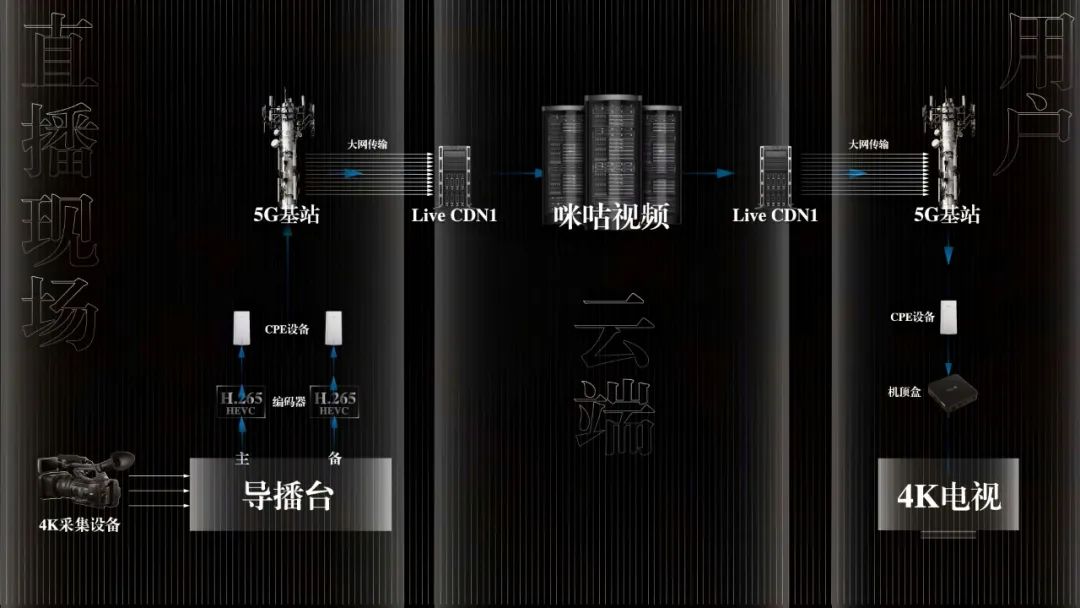 直播现场
用户
云端
大网传输
大网传输
5G基站
Live CDN1
咪咕视频
Live CDN1
5G基站
CPE设备
CPE设备
H.265
HEVC
编码器
H.265
HEVC
机顶盒
主
备
导播台
4K电视
4K采集设备